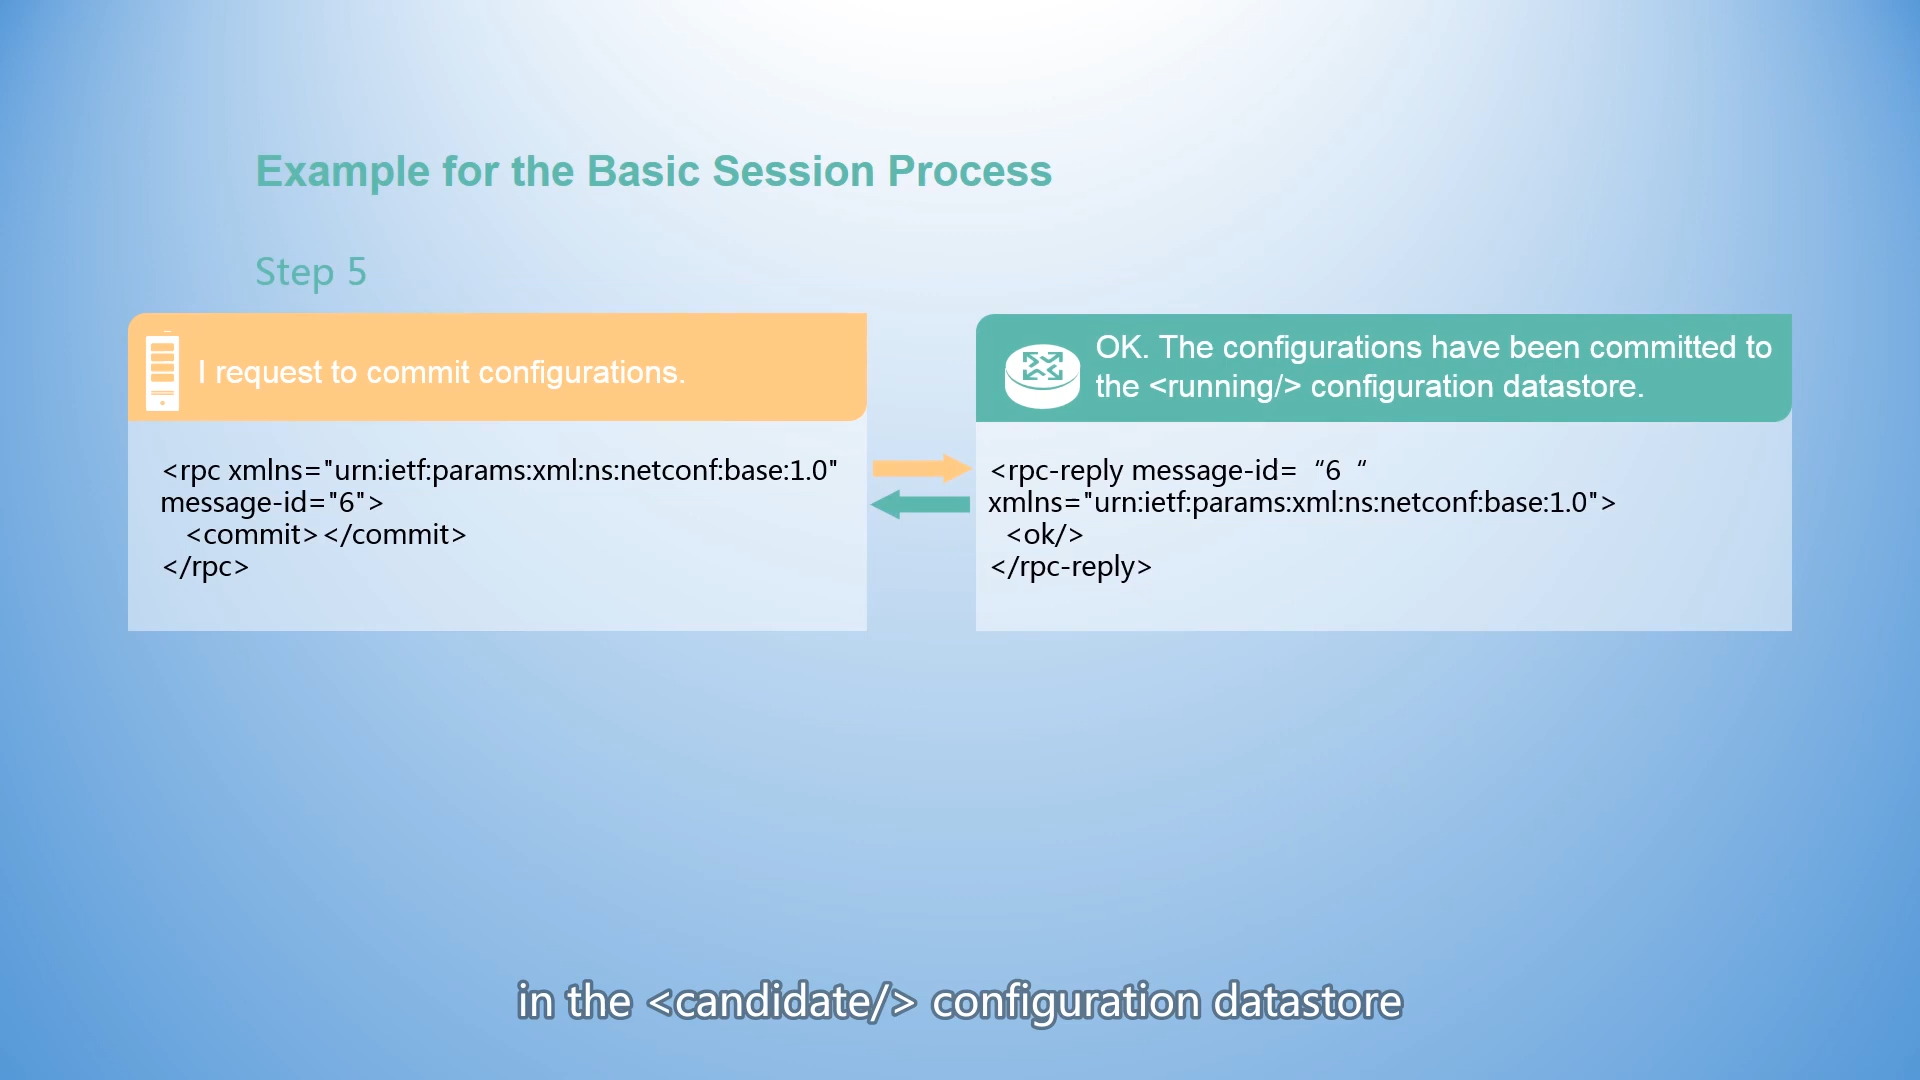 Example for the Basic Session Process
Step 5
I request to commit configurations.
<rpc xmlns="urn:ietf:params:xml:ns:netconf:base:1.0"
message-id="6">
<commit></commit>
</rpc>
OK. The configurations have been committed to
the <running/> configuration datastore.
<rpc-reply message-id= “6 “
xmlns="urn:ietf:params:xml:ns:netconf:base:1.0">
<ok/>
</rpc-reply>
in the <candidate/> configuration datastore